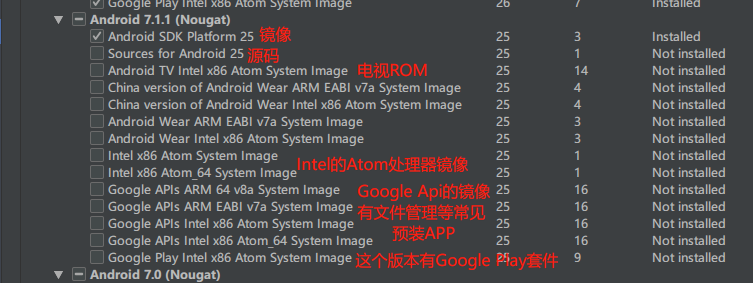 Google Play Intel x86 Atom System Image 26 7 Installed
Android 7.1.1 (Nougat)
Android SDK Platform 25 镜像 25 3 Installed
Sources for Android 25 源码 25 1 Not installed
Android TV Intel x86 Atom System Image 电视ROM 25 14 Not installed
China version of Android Wear ARM EABI v7a System Image 25 4 Not installed
China version of Android Wear Intel x86 Atom System Image 25 4 Not installed
Android Wear ARM EABI v7a System Image 25 3 Not installed
Android Wear Intel x86 Atom System Image 25 3 Not installed
Intel x86 Atom System Image 25 1 Not installed
Intel的Atom处理器镜像
Intel x86 Atom_64 System Image 25 1 Not installed
Google APIs ARM 64 v8a System Image 25 16 Not installed
Google Api的镜像
Google APIs ARM EABI v7a System Image 25 16 Not installed
有文件管理等常见
Google APIs Intel x86 Atom System Image 25 16 Not installed
预装APP
Google APIs Intel x86 Atom_64 System Image 25 16 Not installed
Google Play Intel x86 Atom System Image 这个版本有Google Play套件 25 9 Not installed
Android 7.0 (Nougat)